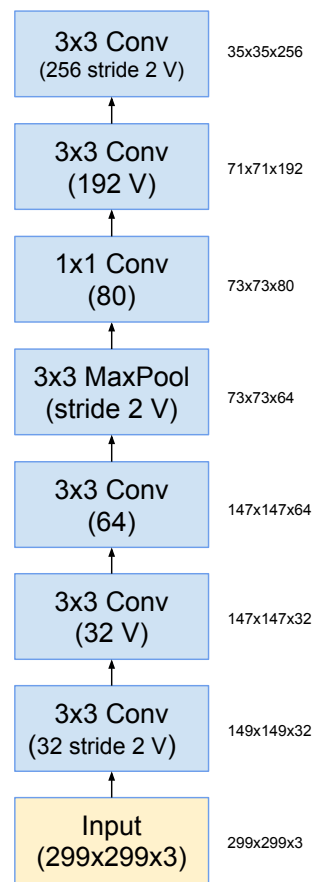 3x3 Conv
(256 stride 2 V)
35x35x256
3x3 Conv
(192 V)
71x71x192
1x1 Conv
(80)
73x73x80
3x3 MaxPool
(stride 2 V)
73x73x64
3x3 Conv
(64)
147x147x64
3x3 Conv
(32 V)
147x147x32
3x3 Conv
(32 stride 2 V)
149x149x32
Input
(299x299x3)
299x299x3